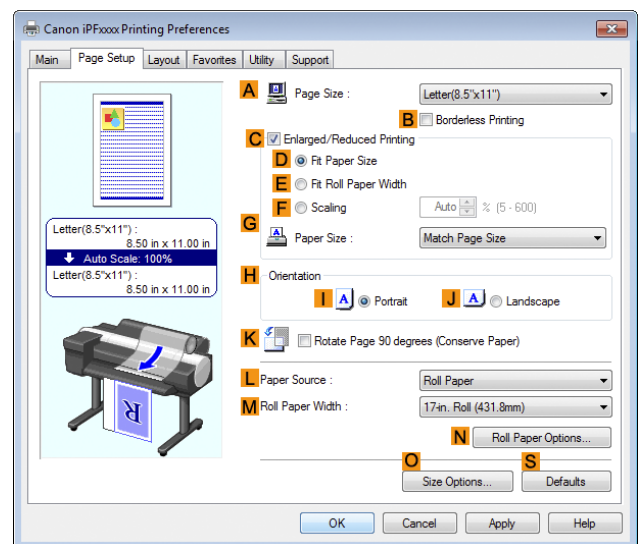 Canon iPFxxxx Printing Preferences
Main Page Setup Layout Favorites Utility Support
A Page Size : Letter(8.5"x11")
B Borderless Printing
C Enlarged/Reduced Printing
D Fit Paper Size
E Fit Roll Paper Width
F Scaling Auto % (5 - 600)
G Paper Size : Match Page Size
Letter(8.5"x11") :
8.50 in x 11.00 in
Auto Scale: 100%
Letter(8.5"x11") :
8.50 in x 11.00 in
H Orientation
I A Portrait J A Landscape
K Rotate Page 90 degrees (Conserve Paper)
L Paper Source : Roll Paper
M Roll Paper Width : 17-in. Roll (431.8mm)
N Roll Paper Options...
O S
Size Options... Defaults
R
OK Cancel Apply Help